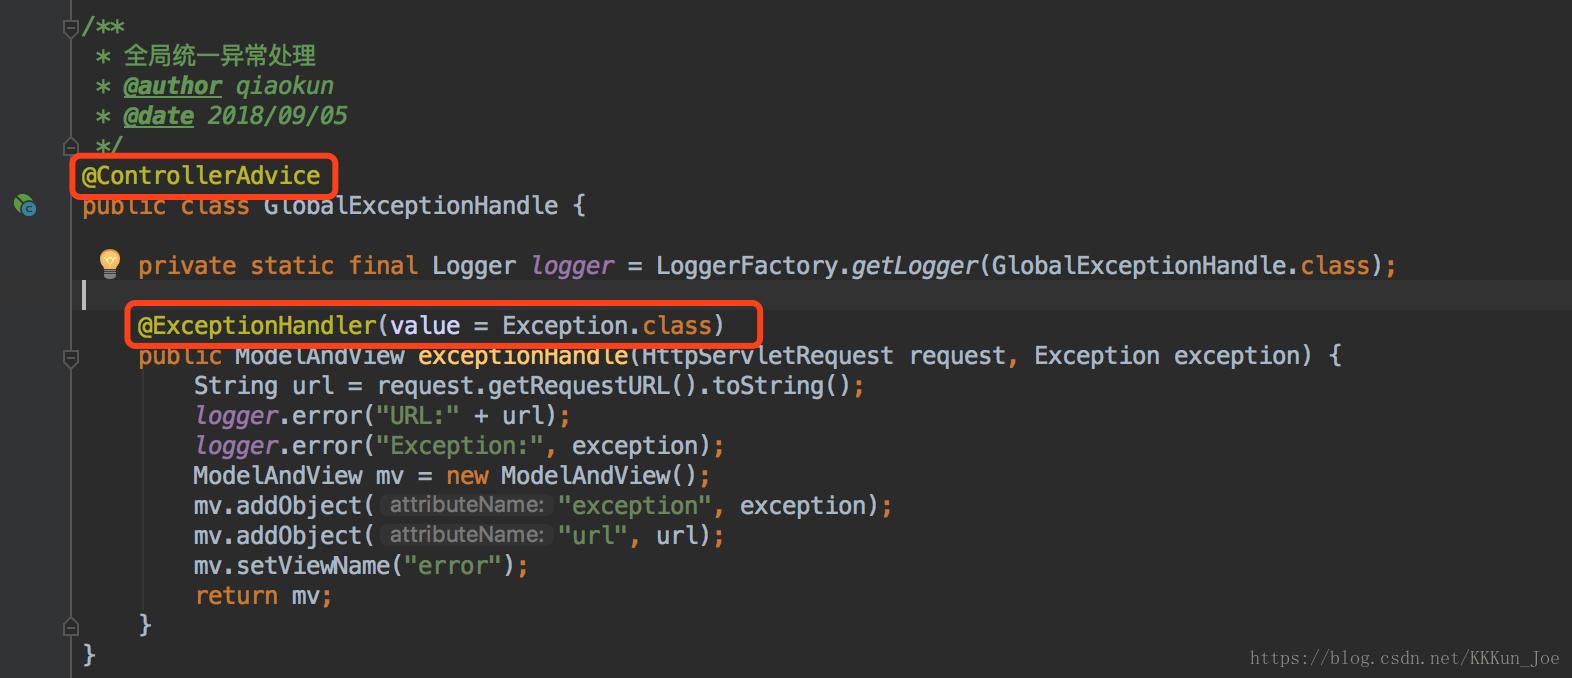 /**
 * 全局统一异常处理
 * @author qiaokun
 * @date 2018/09/05
 */
@ControllerAdvice
public class GlobalExceptionHandle {
private static final Logger logger = LoggerFactory.getLogger(GlobalExceptionHandle.class);
@ExceptionHandler(value = Exception.class)
public ModelAndView exceptionHandle(HttpServletRequest request, Exception exception) {
String url = request.getRequestURL().toString();
logger.error("URL:" + url);
logger.error("Exception:", exception);
ModelAndView mv = new ModelAndView();
mv.addObject( attributeName: "exception", exception);
mv.addObject( attributeName: "url", url);
mv.setViewName("error");
return mv;
}
}
https://blog.csdn.net/KKKun_Joe